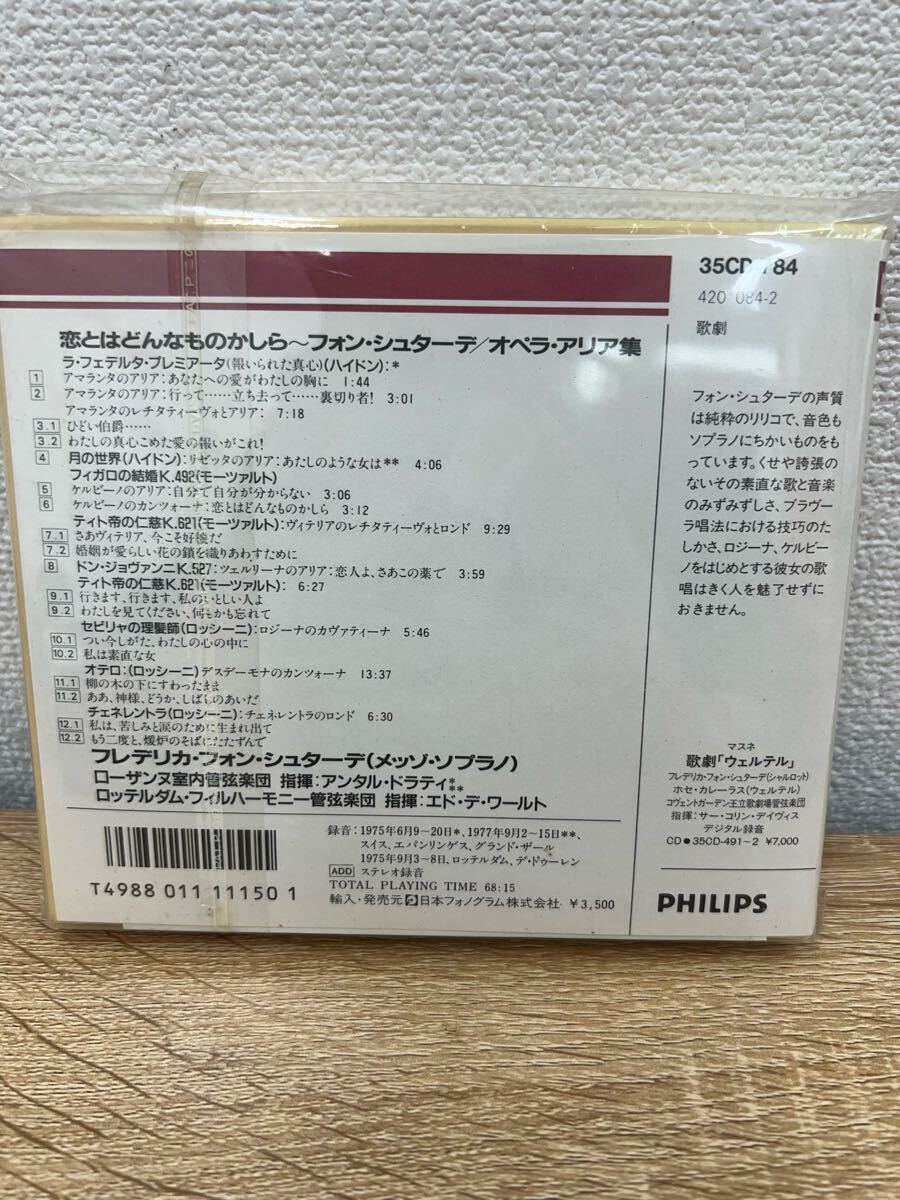 35CD-784
420 084-2
歌劇
恋とはどんなものかしら〜フォン・シュターデ/オペラ・アリア集
ラ・フェデルタ・プレミアータ(報いられた真心)(ハイドン):*
1 アマランタのアリア:あなたへの愛がわたしの胸に 1:44
2 アマランタのアリア:行って……立ち去って……裏切り者! 3:01
アマランタのレチタティーヴォとアリア: 7:18
3.1 ひどい伯爵……
3.2 わたしの真心こめた愛の報いがこれ!
4 月の世界(ハイドン):リゼッタのアリア:あたしのような女は** 4:06
フィガロの結婚K.492(モーツァルト)
5 ケルビーノのアリア:自分で自分が分からない 3:06
6 ケルビーノのカンツォーナ:恋とはどんなものかしら 3:12
ティト帝の仁慈K.621(モーツァルト):ヴィテリアのレチタティーヴォとロンド 9:29
7.1 さあヴィテリア、今こそ好機だ
7.2 婚姻が愛らしい花の鎖を織りあわすために
8 ドン・ジョヴァンニK.527:ツェルリーナのアリア:恋人よ、さあこの薬で 3:59
ティト帝の仁慈K.621(モーツァルト): 6:27
9.1 行きます、行きます、私のいとしい人よ
9.2 わたしを見てください、何もかも忘れて
セビリャの理髪師(ロッシーニ):ロジーナのカヴァティーナ 5:46
10.1 つい今しがた、わたしの心の中に
10.2 私は素直な女
オテロ:(ロッシーニ)デスデーモナのカンツォーナ 13:37
11.1 柳の木の下にすわったまま
11.2 ああ、神様、どうか、しばしのあいだ
チェネレントラ(ロッシーニ):チェネレントラのロンド 6:30
12.1 私は、苦しみと涙のために生まれ出て
12.2 もう二度と、煖炉のそばにたたずんで
フレデリカ・フォン・シュターデ(メッゾ・ソプラノ)
ローザンヌ室内管弦楽団 指揮:アンタル・ドラティ*
**
ロッテルダム・フィルハーモニー管弦楽団 指揮:エド・デ・ワールト
録音:1975年6月9〜20日*、1977年9月2〜15日**、
スイス、エパンリンゲス、グランド・ザール
1975年9月3〜8日、ロッテルダム、デ・ドゥーレン
ADD ステレオ録音
TOTAL PLAYING TIME 68:15
輸入・発売元 日本フォノグラム株式会社 ¥3,500
T4988 011 11150 1
フォン・シュターデの声質
は純粋のリリコで、音色も
ソプラノにちかいものをも
っています。くせや誇張の
ないその素直な歌と音楽
のみずみずしさ、ブラヴー
ラ唱法における技巧のた
しかさ、ロジーナ、ケルビー
ノをはじめとする彼女の歌
唱はきく人を魅了せずに
おきません。
マスネ
歌劇「ウェルテル」
フレデリカ・フォン・シュターデ(シャルロット)
ホセ・カレーラス(ウェルテル)
コヴェントガーデン王立歌劇場管弦楽団
指揮:サー・コリン・デイヴィス
デジタル録音
CD●35CD-491〜2 ¥7,000
PHILIPS